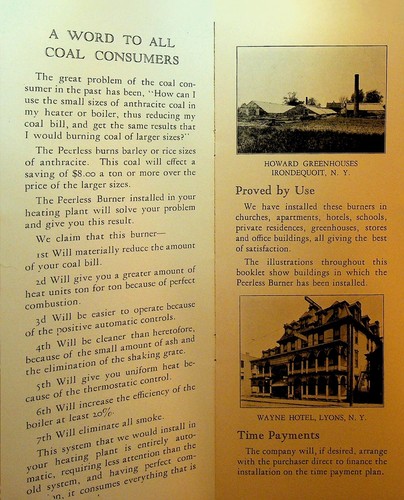 A WORD TO ALL
COAL CONSUMERS
The great problem of the coal con-
sumer in the past has been, "How can I
use the small sizes of anthracite coal in
my heater or boiler, thus reducing my
coal bill, and get the same results that
I would burning coal of larger sizes?"
The Peerless burns barley or rice sizes
of anthracite. This coal will effect a
saving of $8.00 a ton or more over the
price of the larger sizes.
The Peerless Burner installed in your
heating plant will solve your problem
and give you this result.
We claim that this burner—
1st Will materially reduce the amount
of your coal bill.
2d Will give you a greater amount of
heat units ton for ton because of perfect
combustion.
3d Will be easier to operate because
of the positive automatic controls.
4th Will be cleaner than heretofore,
because of the small amount of ash and
the elimination of the shaking grate.
5th Will give you uniform heat be-
cause of the thermostatic control.
6th Will increase the efficiency of the
boiler at least 20%.
7th Will eliminate all smoke.
This system that we would install in
your heating plant is entirely auto-
matic, requiring less attention than the
old system, and having perfect com-
it consumes everything that is
HOWARD GREENHOUSES
IRONDEQUOIT, N. Y.
Proved by Use
We have installed these burners in
churches, apartments, hotels, schools,
private residences, greenhouses, stores
and office buildings, all giving the best
of satisfaction.
The illustrations throughout this
booklet show buildings in which the
Peerless Burner has been installed.
WAYNE HOTEL, LYONS, N. Y.
Time Payments
The company will, if desired, arrange
with the purchaser direct to finance the
installation on the time payment plan.